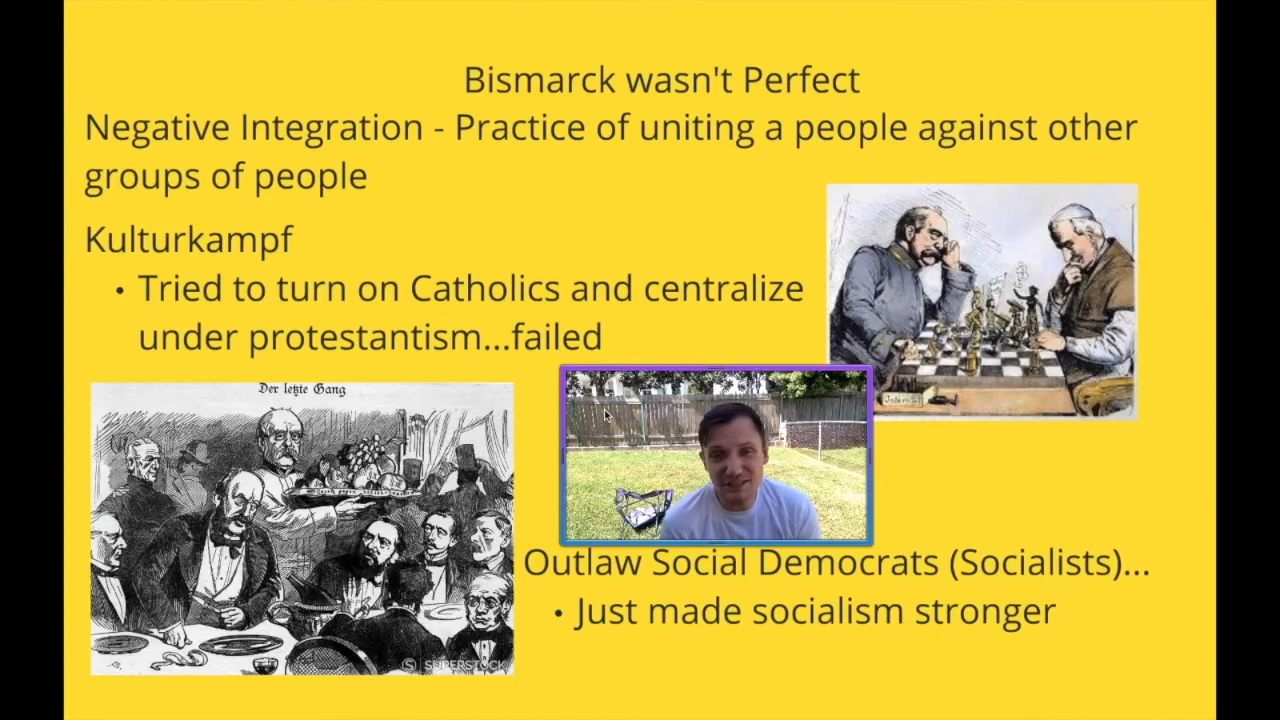 Bismarck wasn't Perfect
Negative Integration - Practice of uniting a people against other
groups of people
Kulturkampf
• Tried to turn on Catholics and centralize
under protestantism...failed
Der letzte Gang
SUPERSTOCK
Outlaw Social Democrats (Socialists)...
• Just made socialism stronger